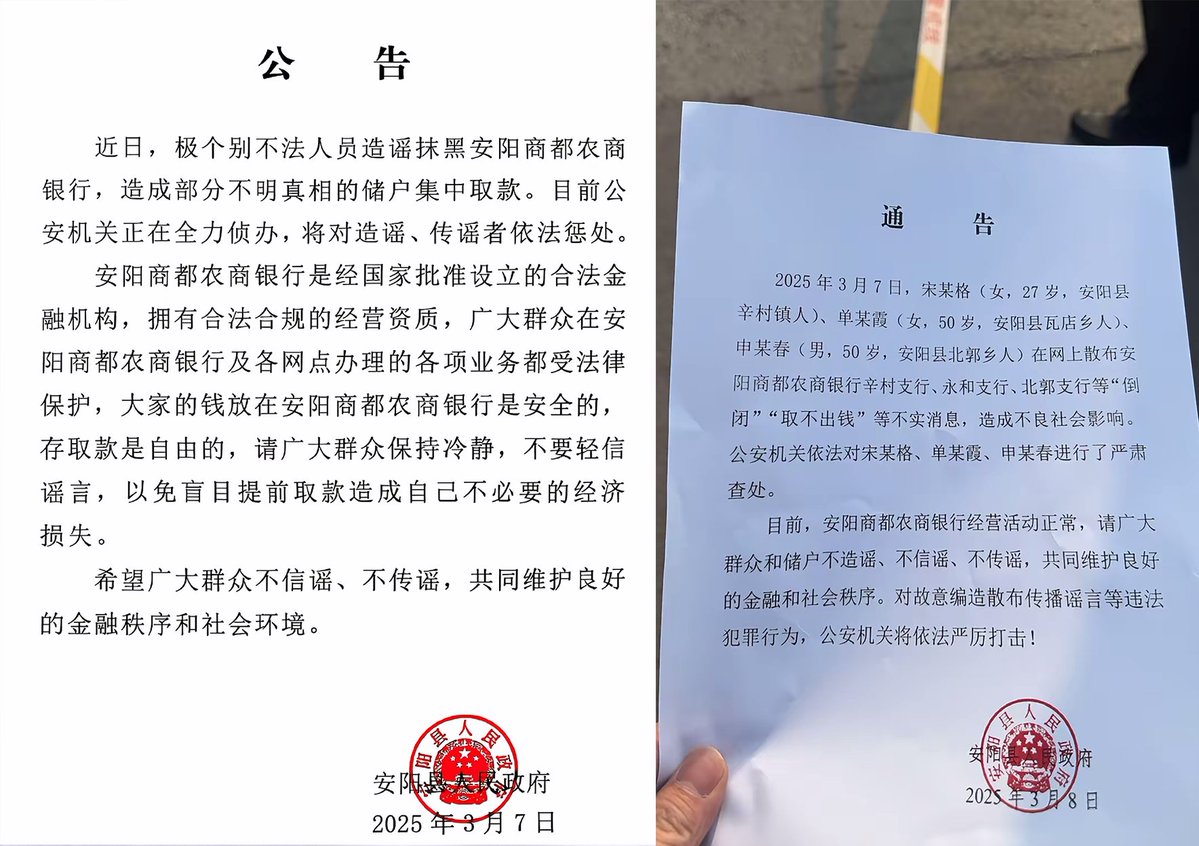 公 告
近日，极个别不法人员造谣抹黑安阳商都农商
银行，造成部分不明真相的储户集中取款。目前公
安机关正在全力侦办，将对造谣、传谣者依法惩处。
安阳商都农商银行是经国家批准设立的合法金
融机构，拥有合法合规的经营资质，广大群众在安
阳商都农商银行及各网点办理的各项业务都受法律
保护，大家的钱放在安阳商都农商银行是安全的，
存取款是自由的，请广大群众保持冷静，不要轻信
谣言，以免盲目提前取款造成自己不必要的经济
损失。
希望广大群众不信谣、不传谣，共同维护良好
的金融秩序和社会环境。
安阳县人民政府
安阳县人民政府
2025年3月7日
通 告
2025年3月7日，宋某格（女，27岁，安阳县
辛村镇人）、单某霞（女，50岁，安阳县瓦店乡人）、
申某春（男，50岁，安阳县北郭乡人）在网上散布安
阳商都农商银行辛村支行、永和支行、北郭支行等“倒
闭”“取不出钱”等不实消息，造成不良社会影响。
公安机关依法对宋某格、单某霞、申某春进行了严肃
查处。
目前，安阳商都农商银行经营活动正常，请广大
群众和储户不造谣、不信谣、不传谣，共同维护良好
的金融和社会秩序。对故意编造散布传播谣言等违法
犯罪行为，公安机关将依法严厉打击！
安阳县人民政府
安阳县人民政府
2025年3月8日